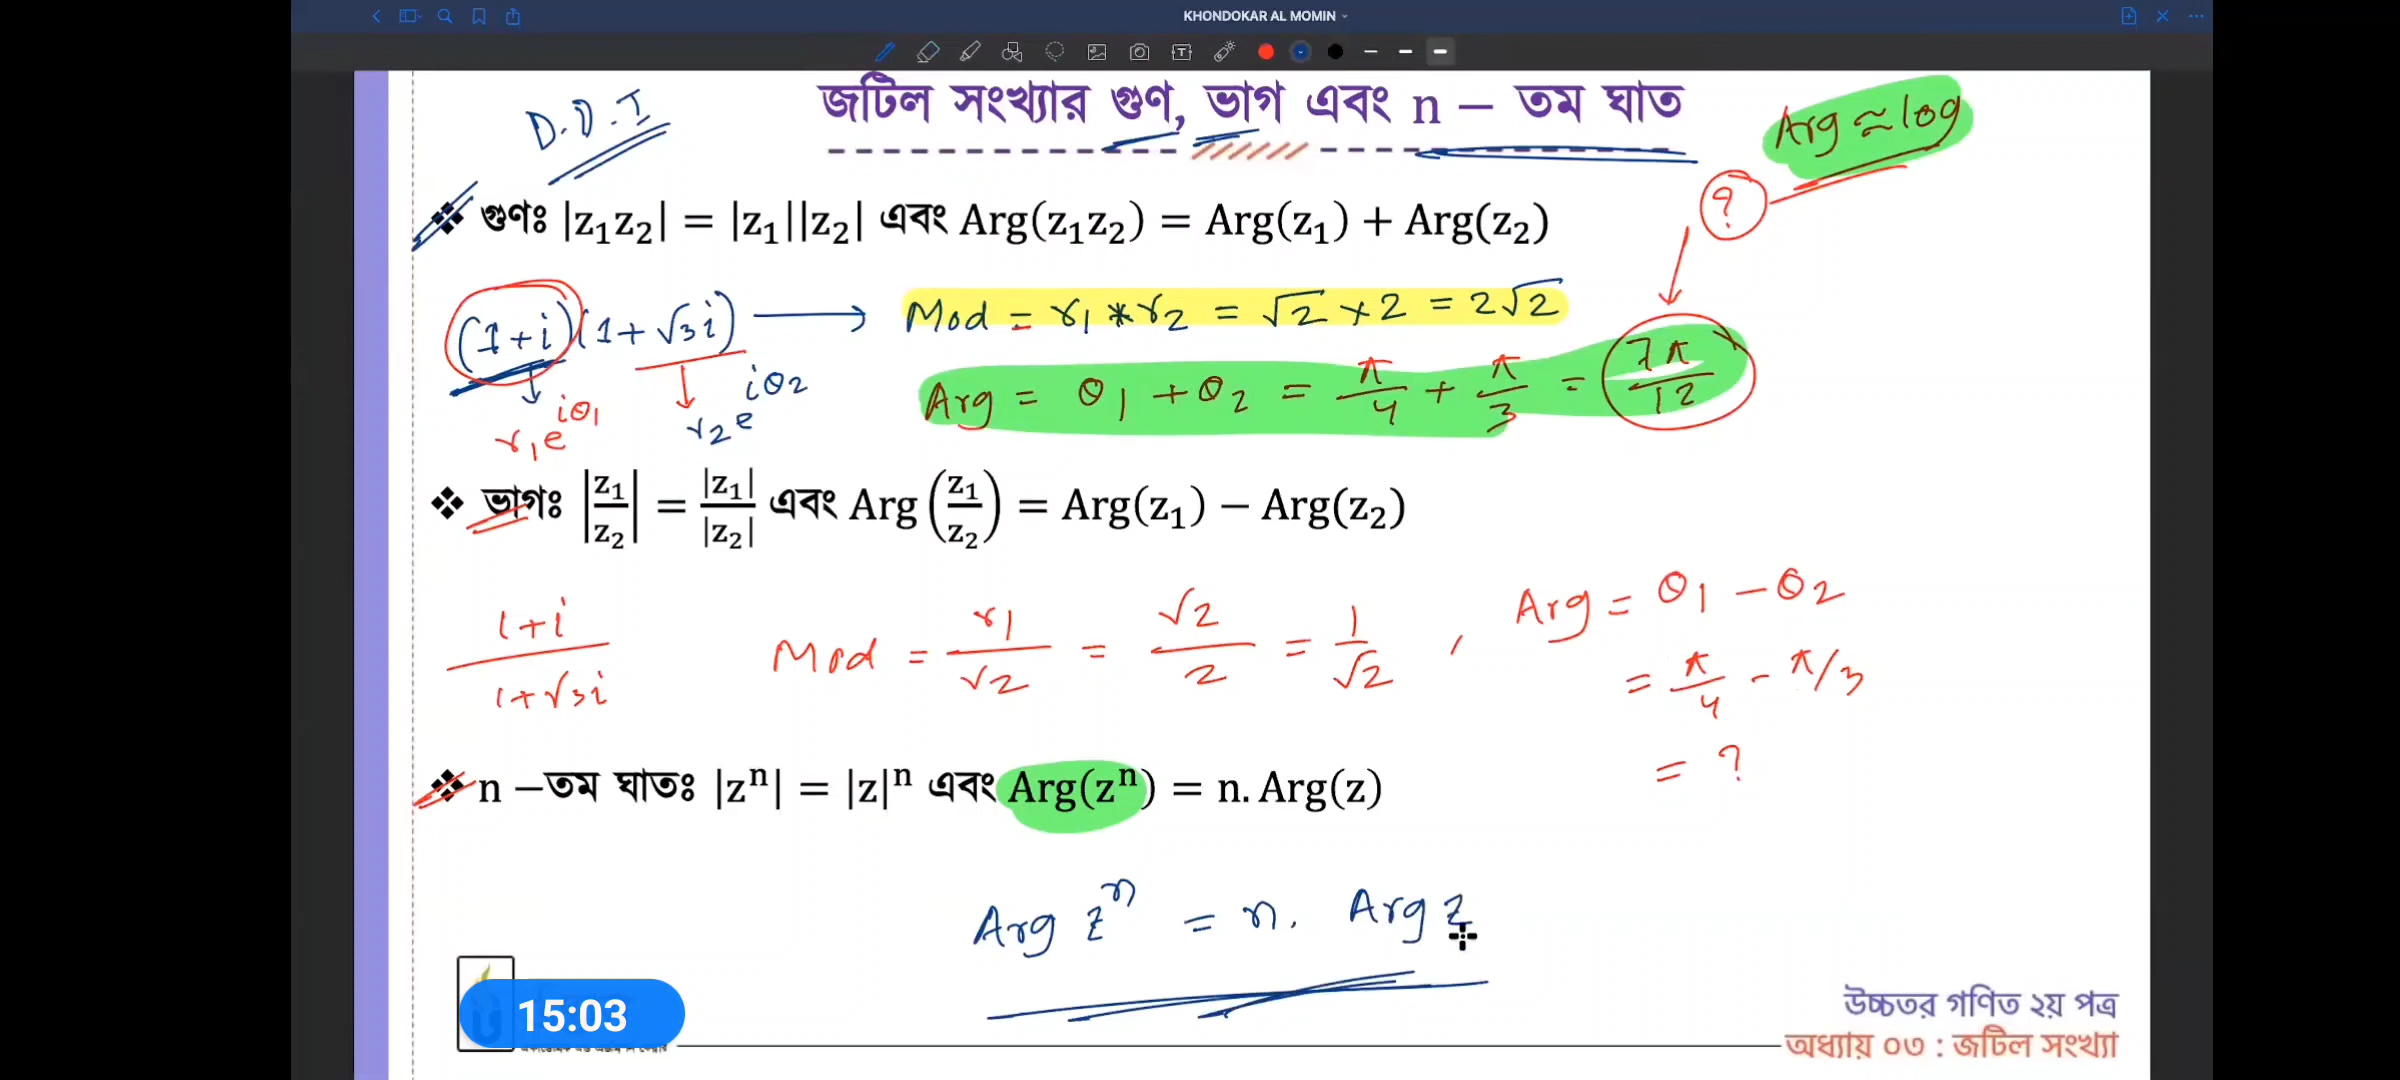 KHONDOKAR AL MOMIN
D.D.I
জটিল সংখ্যার গুণ, ভাগ এবং n – তম ঘাত
Arg ≈ log
?
❖ গুণঃ |z₁z₂| = |z₁||z₂| এবং Arg(z₁z₂) = Arg(z₁) + Arg(z₂)
(1+i)(1+√3i) → Mod = r₁ * r₂ = √2 × 2 = 2√2
r₁e^iθ₁ r₂e^iθ₂ Arg = θ₁ + θ₂ = π/4 + π/3 = 7π/12
❖ ভাগঃ |z₁/z₂| = |z₁|/|z₂| এবং Arg(z₁/z₂) = Arg(z₁) − Arg(z₂)
(1+i)/(1+√3i) Mod = r₁/r₂ = √2/2 = 1/√2 , Arg = θ₁ − θ₂
= π/4 - π/3
= ?
❖ n –তম ঘাতঃ |zⁿ| = |z|ⁿ এবং Arg(zⁿ) = n. Arg(z)
Arg zⁿ = n. Arg z
15:03
উচ্চতর গণিত ২য় পত্র
অধ্যায় ০৩ : জটিল সংখ্যা